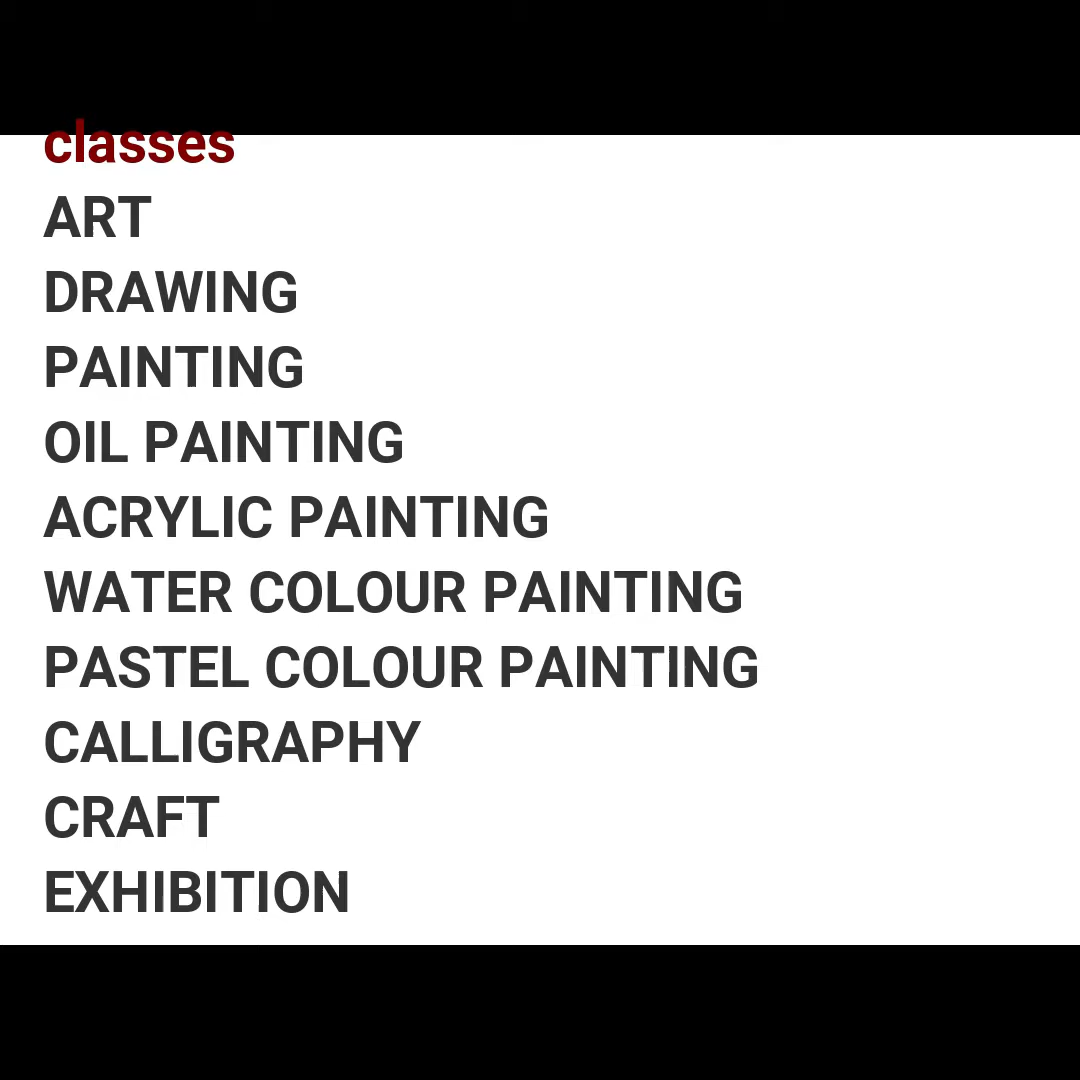 classes
ART
DRAWING
PAINTING
OIL PAINTING
ACRYLIC PAINTING
WATER COLOUR PAINTING
PASTEL COLOUR PAINTING
CALLIGRAPHY
CRAFT
EXHIBITION